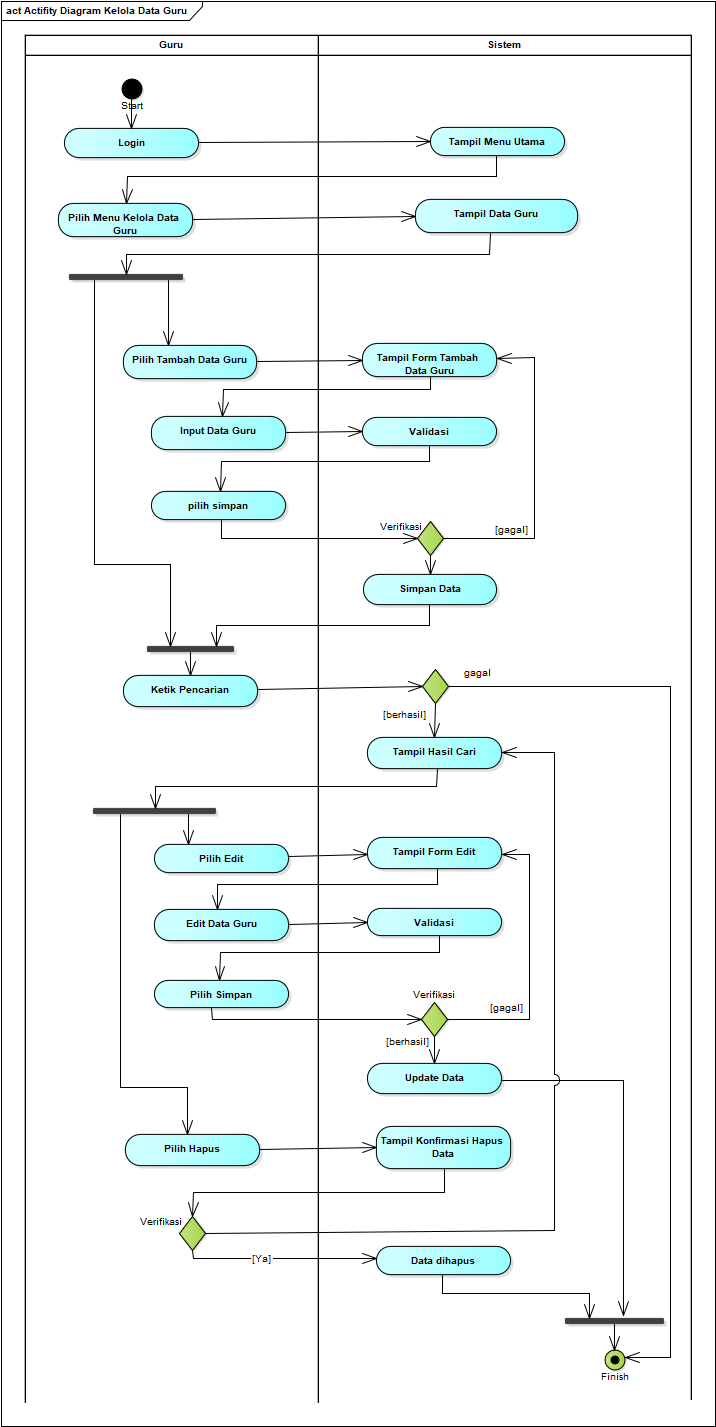 act Actifity Diagram Kelola Data Guru
Guru
Sistem
Start
Login
Tampil Menu Utama
Pilih Menu Kelola Data
Guru
Tampil Data Guru
Pilih Tambah Data Guru
Tampil Form Tambah
Data Guru
Input Data Guru
Validasi
pilih simpan
Verifikasi
[gagal]
Simpan Data
Ketik Pencarian
gagal
[berhasil]
Tampil Hasil Cari
Pilih Edit
Tampil Form Edit
Edit Data Guru
Validasi
Pilih Simpan
Verifikasi
[gagal]
[berhasil]
Update Data
Pilih Hapus
Tampil Konfirmasi Hapus
Data
Verifikasi
[Ya]
Data dihapus
Finish